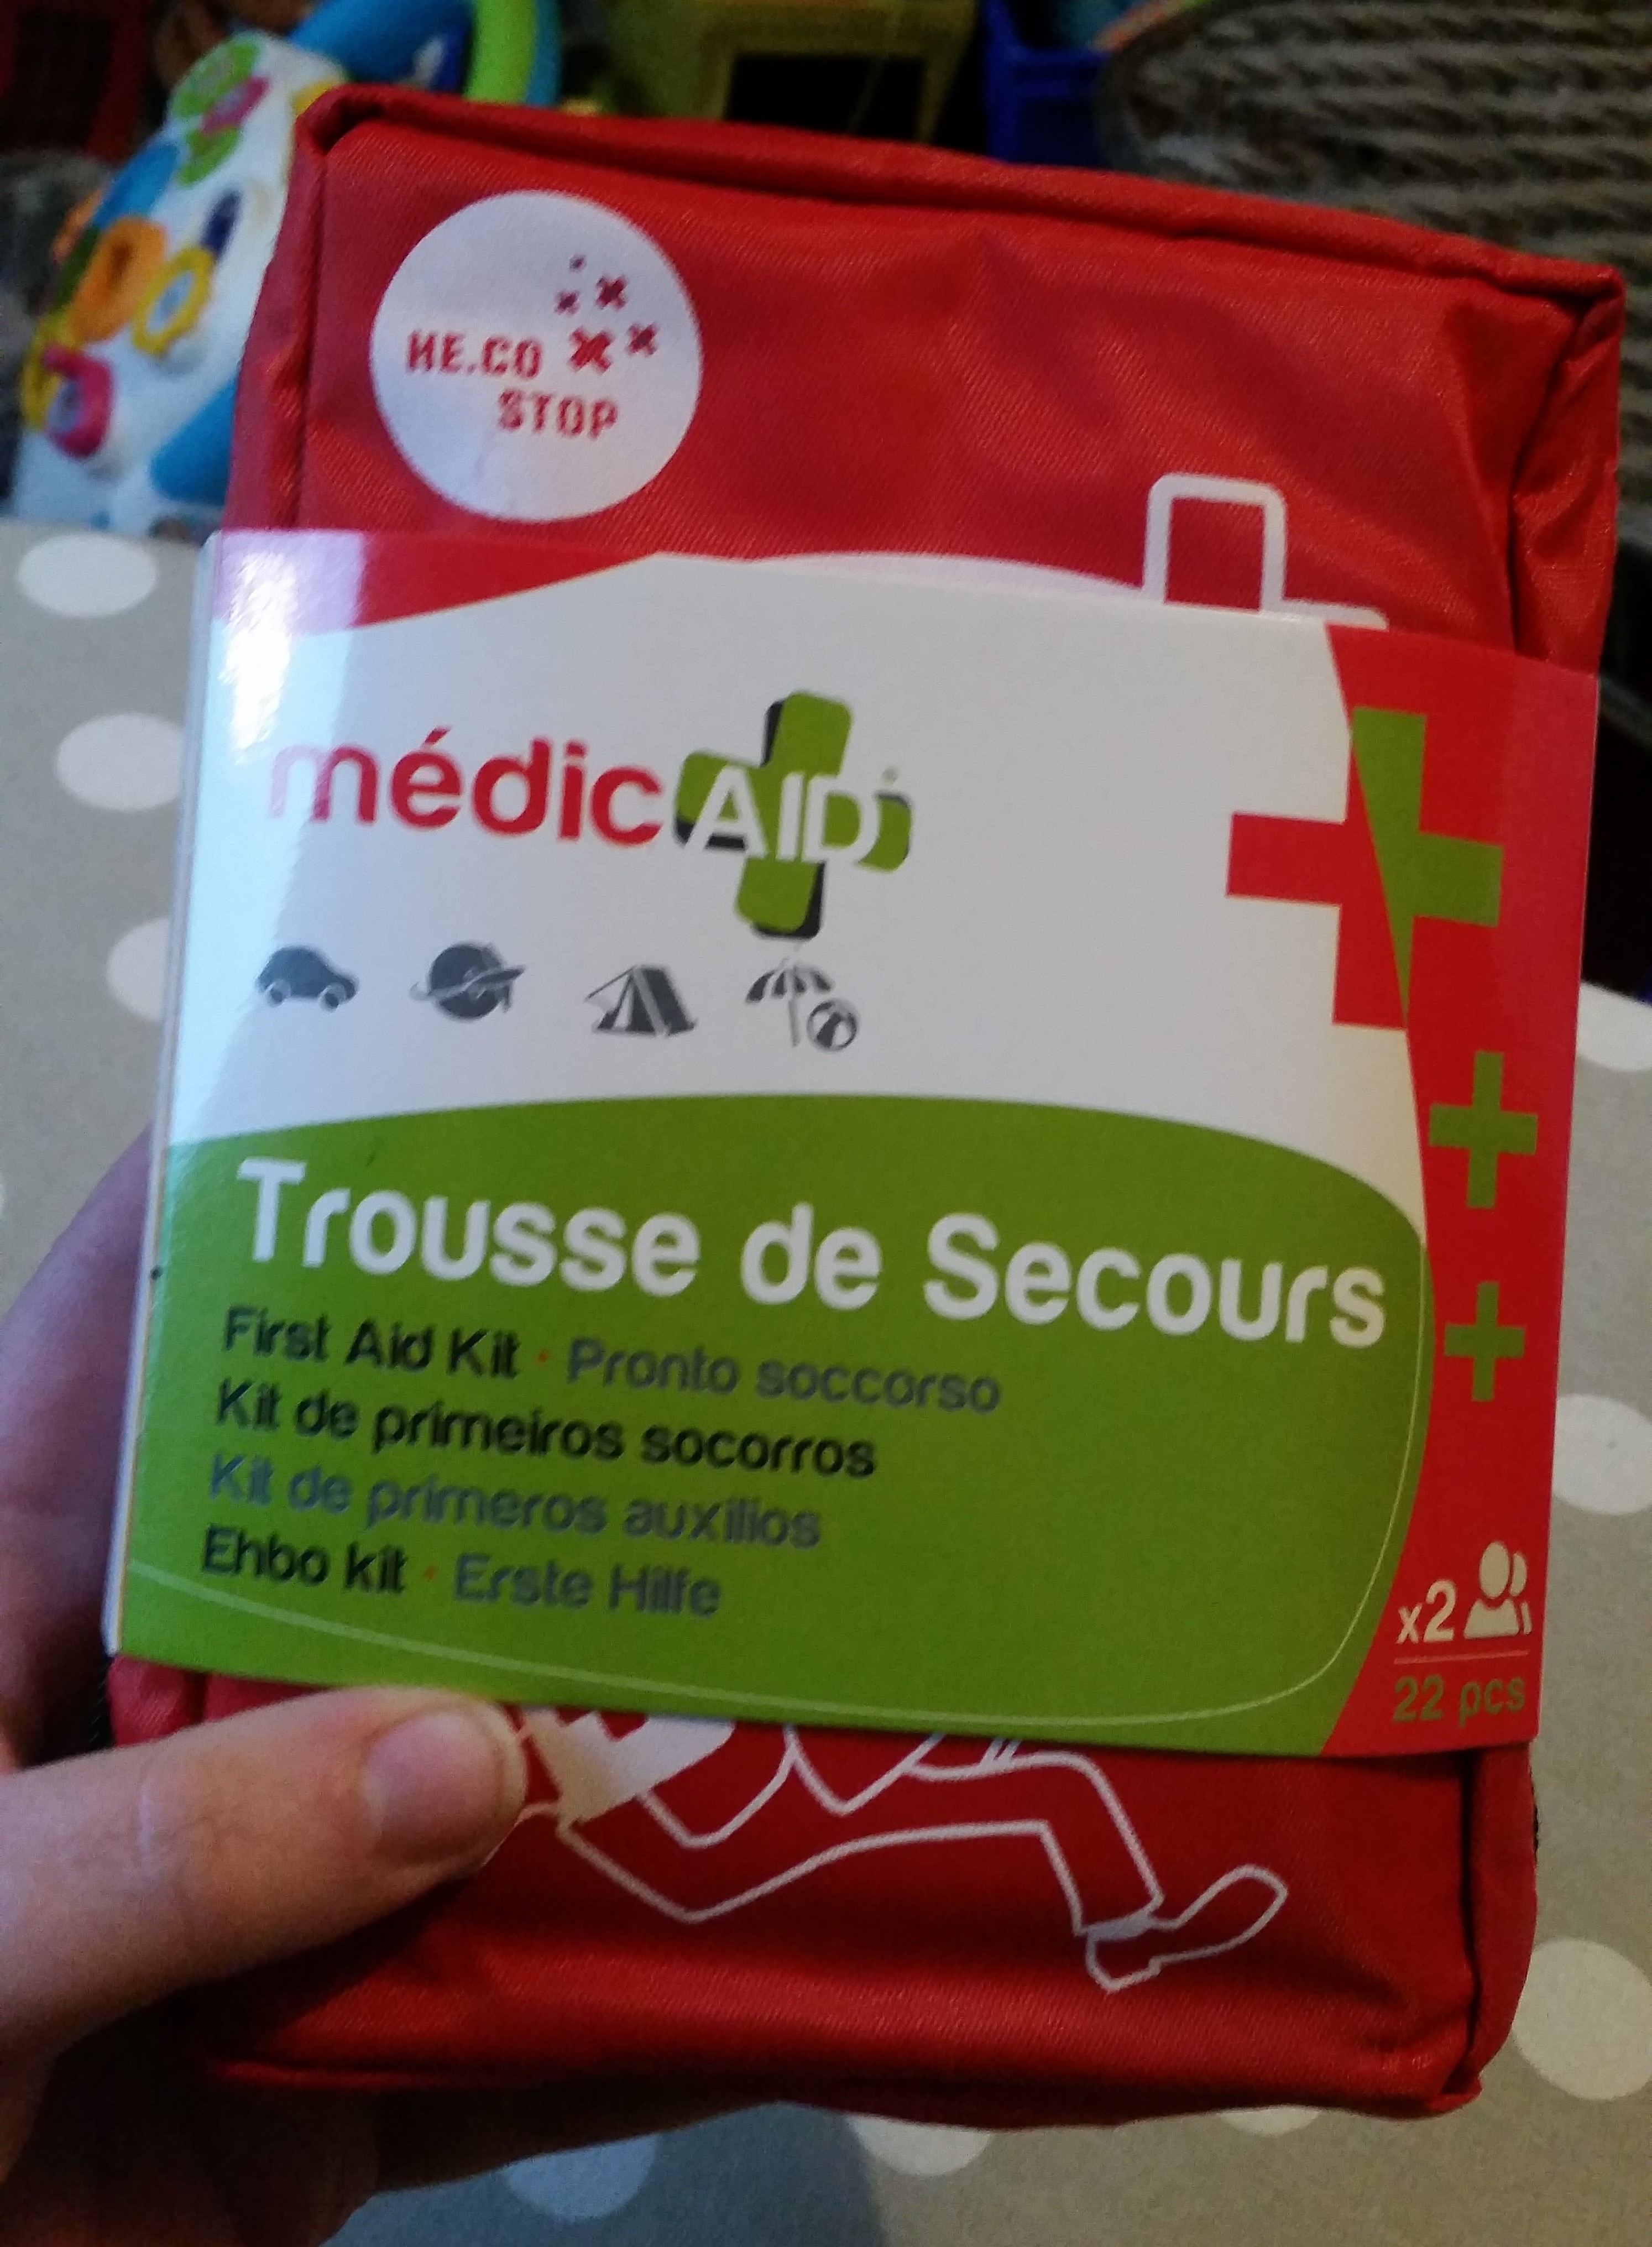 HE.CO
STOP
médicAID
Trousse de Secours
First Aid Kit · Pronto soccorso
Kit de primeiros socorros
Kit de primeros auxilios
Ehbo kit · Erste Hilfe
x2
22 pcs